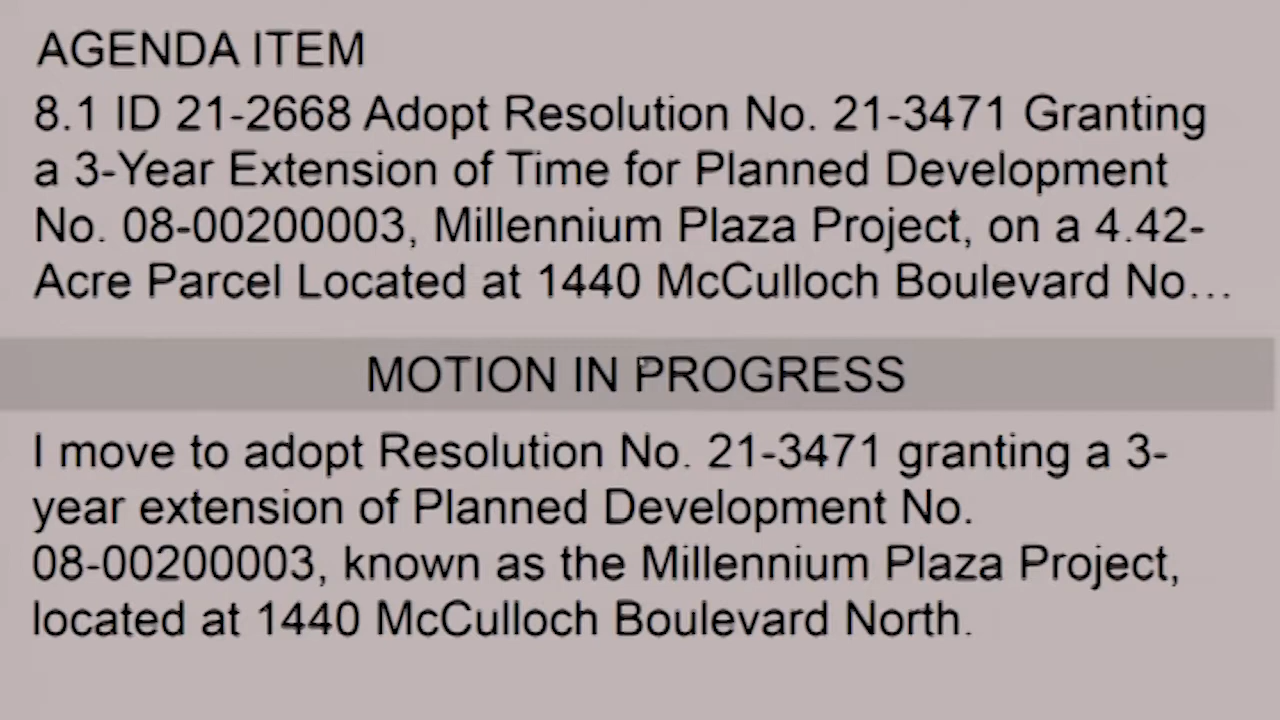 AGENDA ITEM
8.1 ID 21-2668 Adopt Resolution No. 21-3471 Granting
a 3-Year Extension of Time for Planned Development
No. 08-00200003, Millennium Plaza Project, on a 4.42-
Acre Parcel Located at 1440 McCulloch Boulevard No...
MOTION IN PROGRESS
I move to adopt Resolution No. 21-3471 granting a 3-
year extension of Planned Development No.
08-00200003, known as the Millennium Plaza Project,
located at 1440 McCulloch Boulevard North.